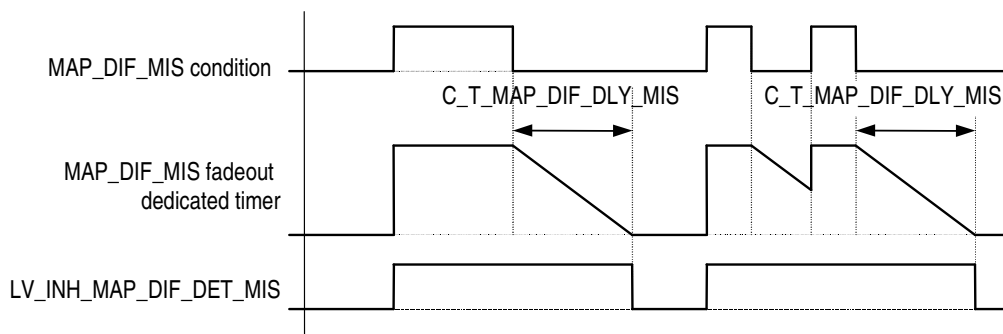 MAP_DIF_MIS condition
C_T_MAP_DIF_DLY_MIS
C_T_MAP_DIF_DLY_MIS
MAP_DIF_MIS fadeout
dedicated timer
LV_INH_MAP_DIF_DET_MIS